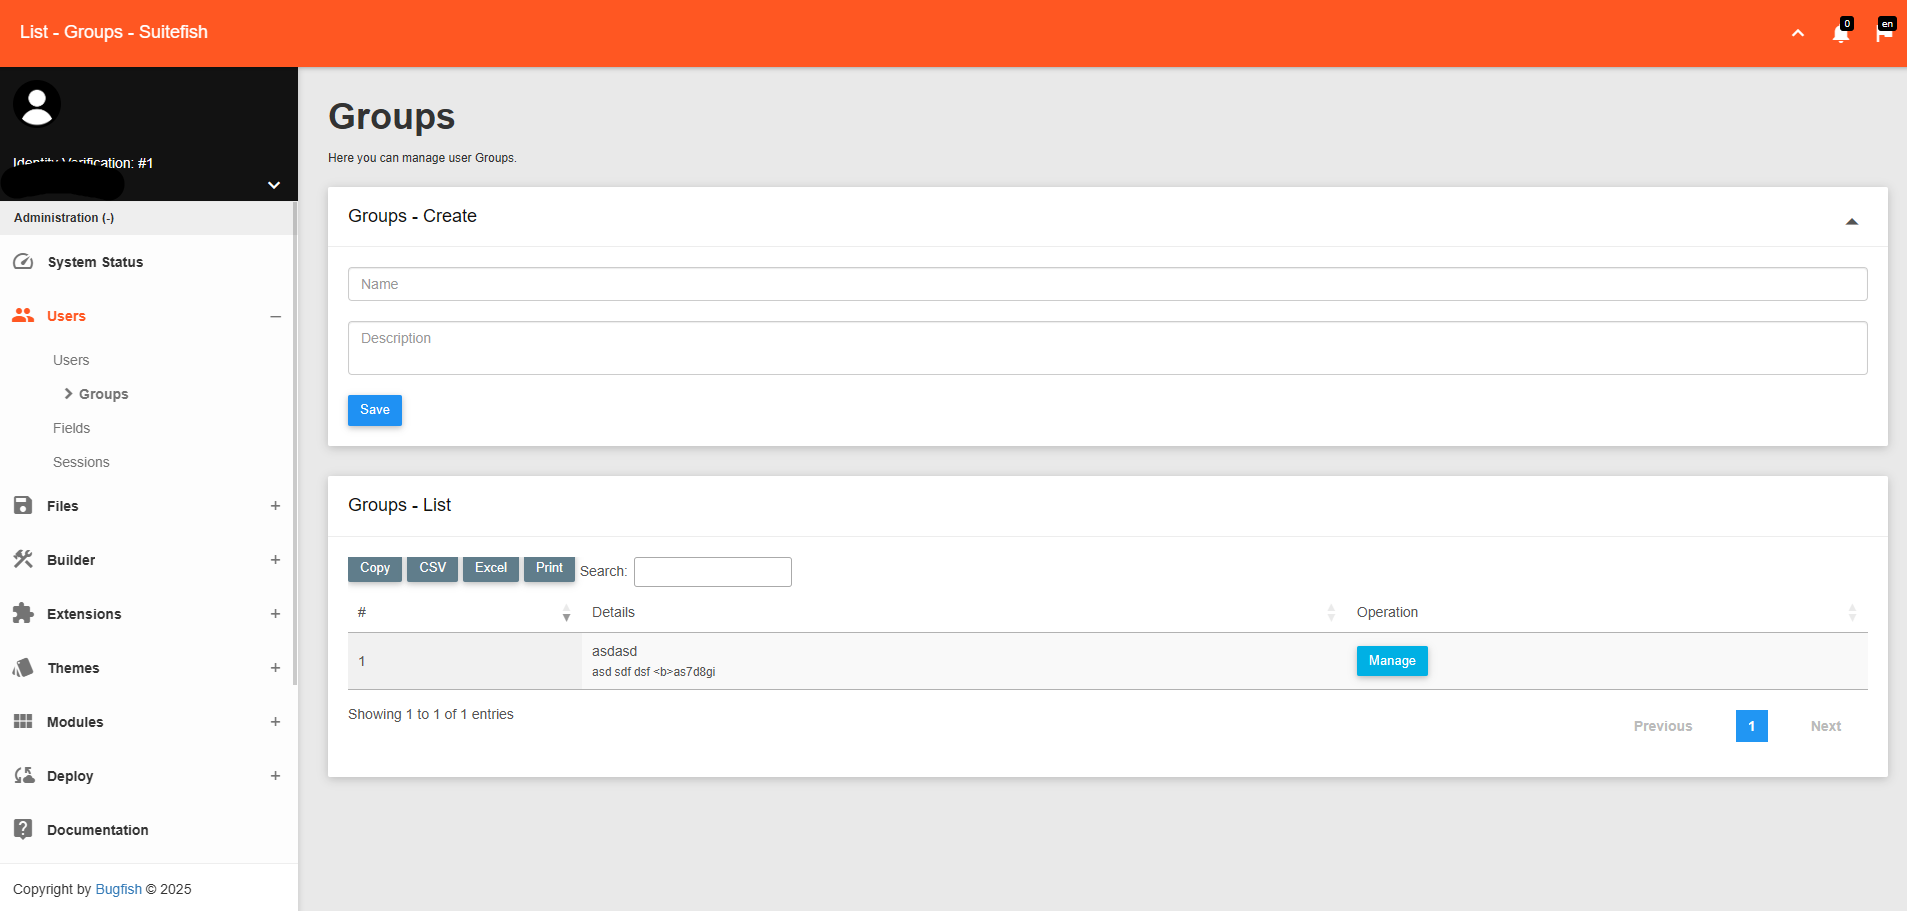 List - Groups - Suitefish
0
en
Identity Verification: #1
Administration (-)
System Status
Users
Users
Groups
Fields
Sessions
Files
Builder
Extensions
Themes
Modules
Deploy
Documentation
Copyright by Bugfish © 2025
Groups
Here you can manage user Groups.
Groups - Create
Name
Description
Save
Groups - List
Copy CSV Excel Print Search:
# Details Operation
1
asdasd
asd sdf dsf <b>as7d8gi
Manage
Showing 1 to 1 of 1 entries
Previous 1 Next